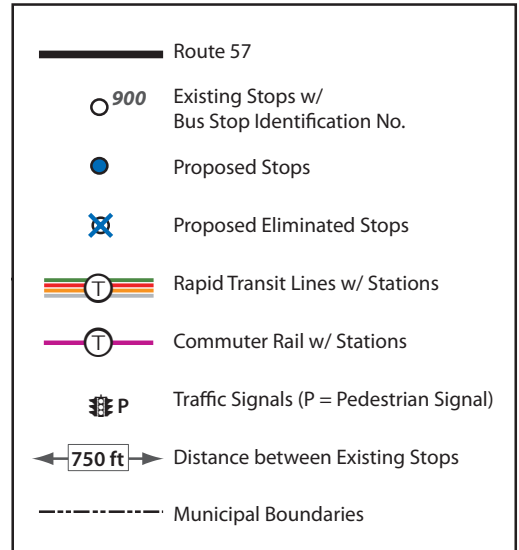 Route 57
900
Existing Stops w/
Bus Stop Identification No.
Proposed Stops
Proposed Eliminated Stops
T
Rapid Transit Lines w/ Stations
T
Commuter Rail w/ Stations
P
Traffic Signals (P = Pedestrian Signal)
750 ft
Distance between Existing Stops
Municipal Boundaries